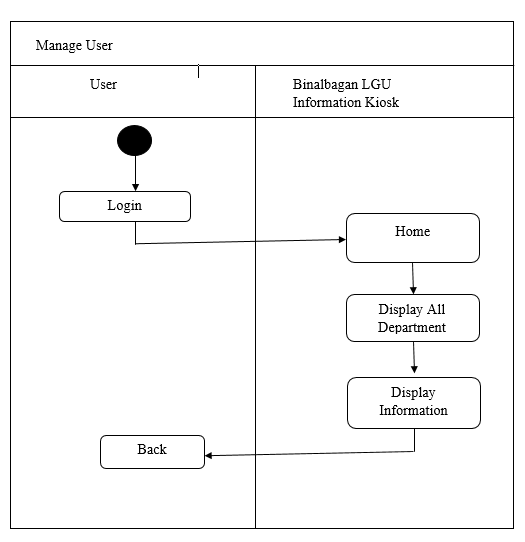 Manage User
User
Binalbagan LGU
Information Kiosk
Login
Home
Display All
Department
Display
Information
Back